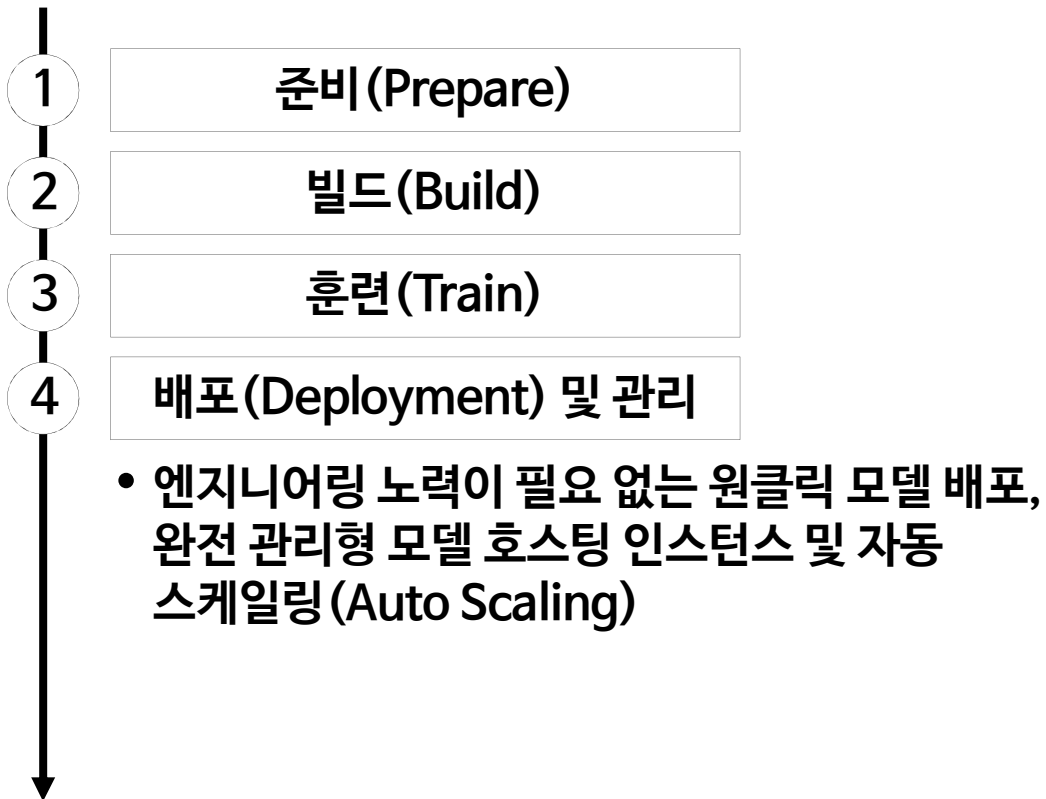 1 준비(Prepare)
2 빌드(Build)
3 훈련(Train)
4 배포(Deployment) 및 관리
• 엔지니어링 노력이 필요 없는 원클릭 모델 배포,
완전 관리형 모델 호스팅 인스턴스 및 자동
스케일링(Auto Scaling)